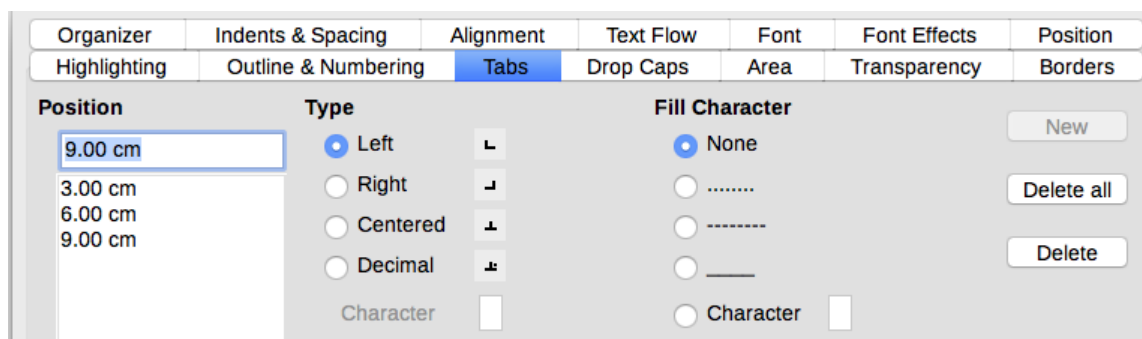 Organizer Indents & Spacing Alignment Text Flow Font Font Effects Position
Highlighting Outline & Numbering Tabs Drop Caps Area Transparency Borders
Position Type Fill Character
9.00 cm Left None New
3.00 cm Right ........ Delete all
6.00 cm Centered --------
9.00 cm Decimal ____ Delete
Character Character